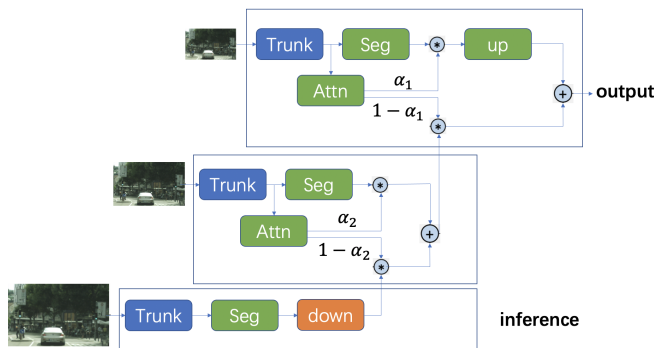 Trunk Seg * up
Attn α₁
1 − α₁ * + output
Trunk Seg *
Attn α₂
1 − α₂ * +
Trunk Seg down
inference